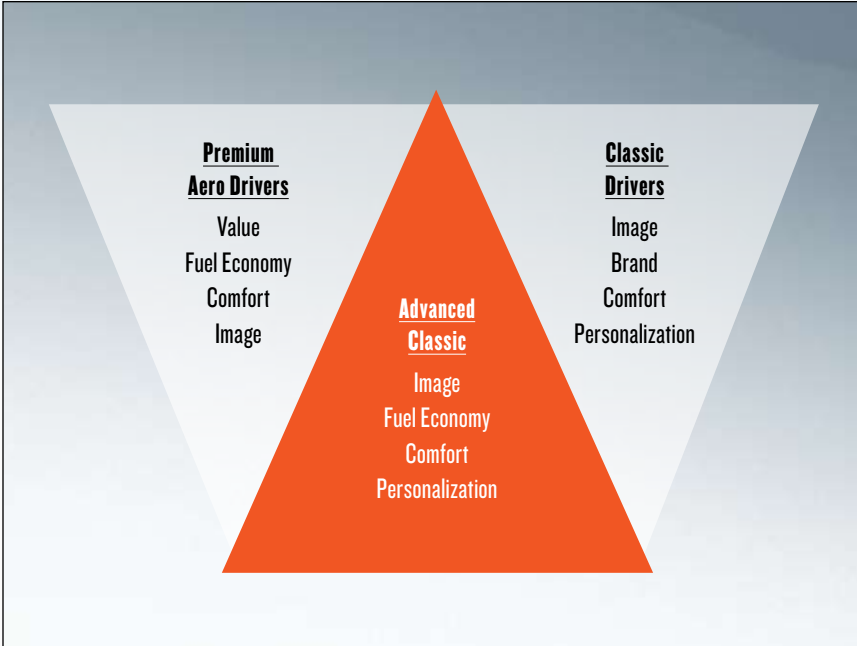 Premium
Aero Drivers
Value
Fuel Economy
Comfort
Image
Advanced
Classic
Image
Fuel Economy
Comfort
Personalization
Classic
Drivers
Image
Brand
Comfort
Personalization